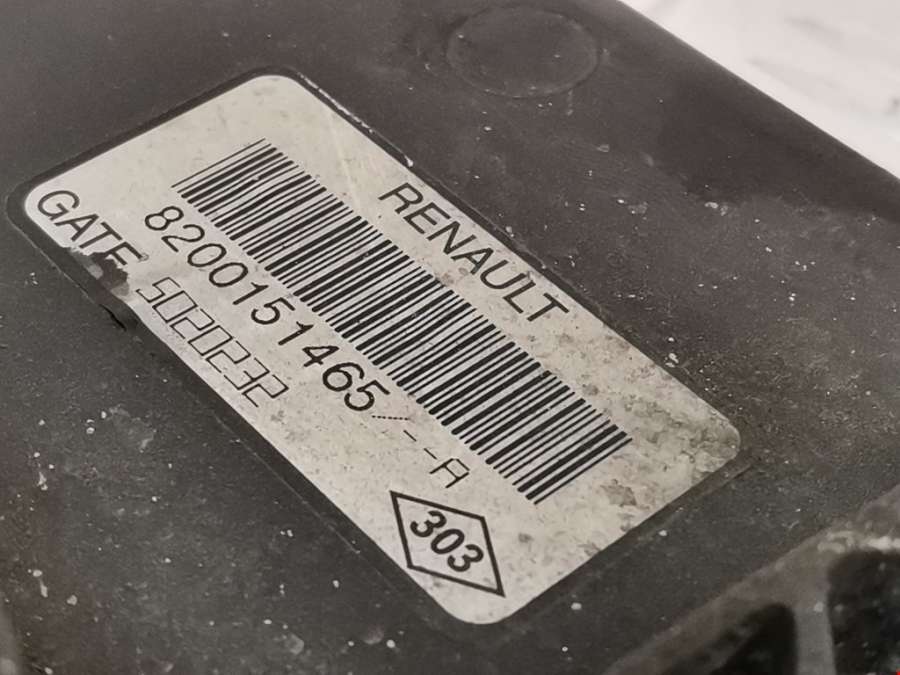 RENAULT
8200151465/--A
GATE 5020232
303